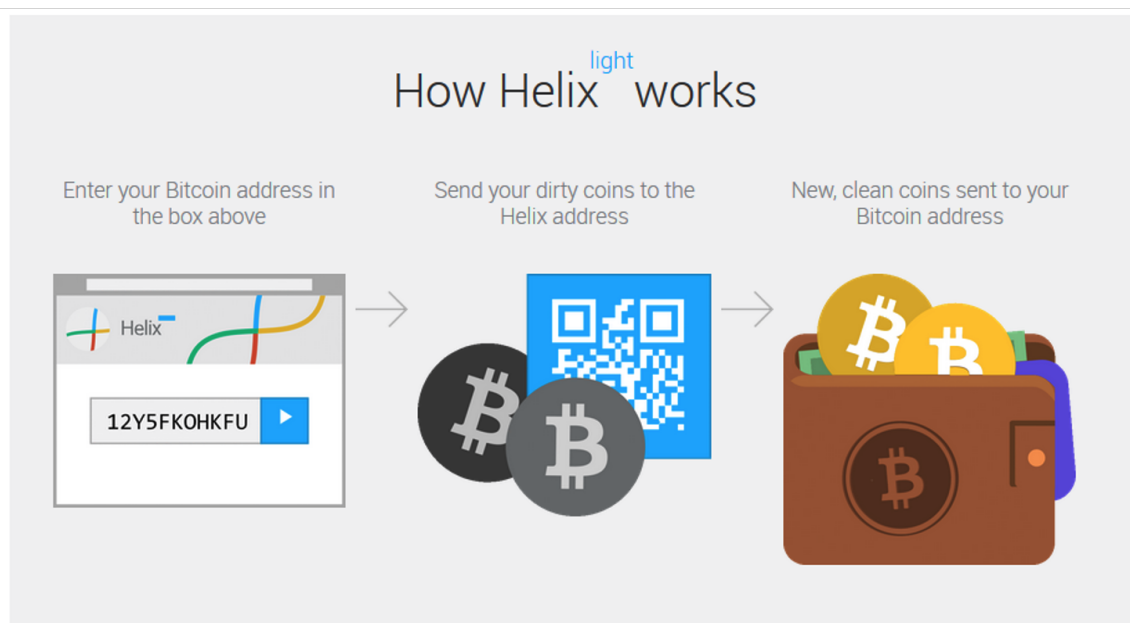 light
How Helix works
Enter your Bitcoin address in
the box above
Send your dirty coins to the
Helix address
New, clean coins sent to your
Bitcoin address
Helix
12Y5FKOHKFU